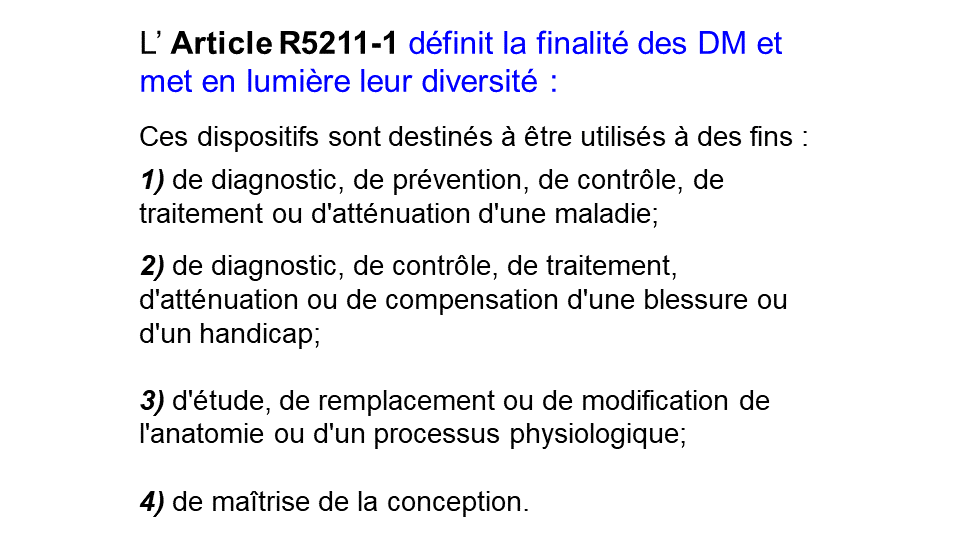 L’ Article R5211-1 définit la finalité des DM et
met en lumière leur diversité :
Ces dispositifs sont destinés à être utilisés à des fins :
1) de diagnostic, de prévention, de contrôle, de
traitement ou d'atténuation d'une maladie;
2) de diagnostic, de contrôle, de traitement,
d'atténuation ou de compensation d'une blessure ou
d'un handicap;
3) d'étude, de remplacement ou de modification de
l'anatomie ou d'un processus physiologique;
4) de maîtrise de la conception.